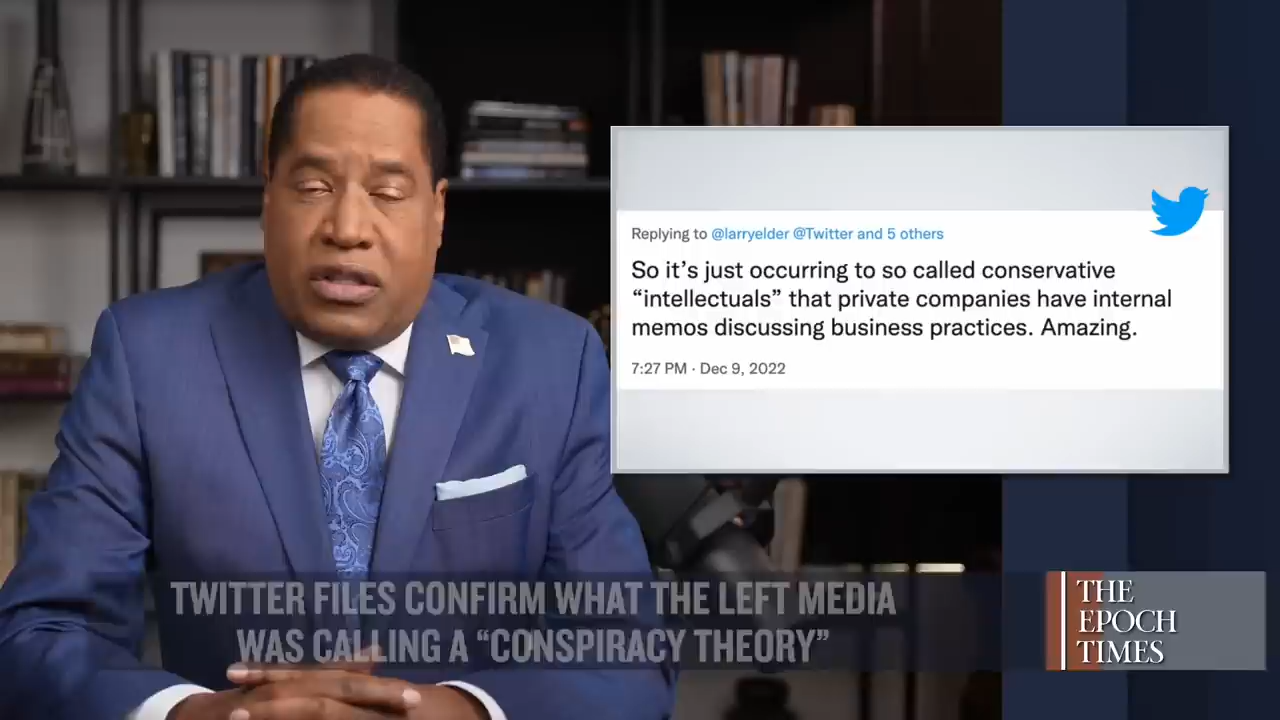 Replying to @larryelder @Twitter and 5 others
So it’s just occurring to so called conservative
“intellectuals” that private companies have internal
memos discussing business practices. Amazing.
7:27 PM · Dec 9, 2022
TWITTER FILES CONFIRM WHAT THE LEFT MEDIA
WAS CALLING A “CONSPIRACY THEORY”
THE
EPOCH
TIMES